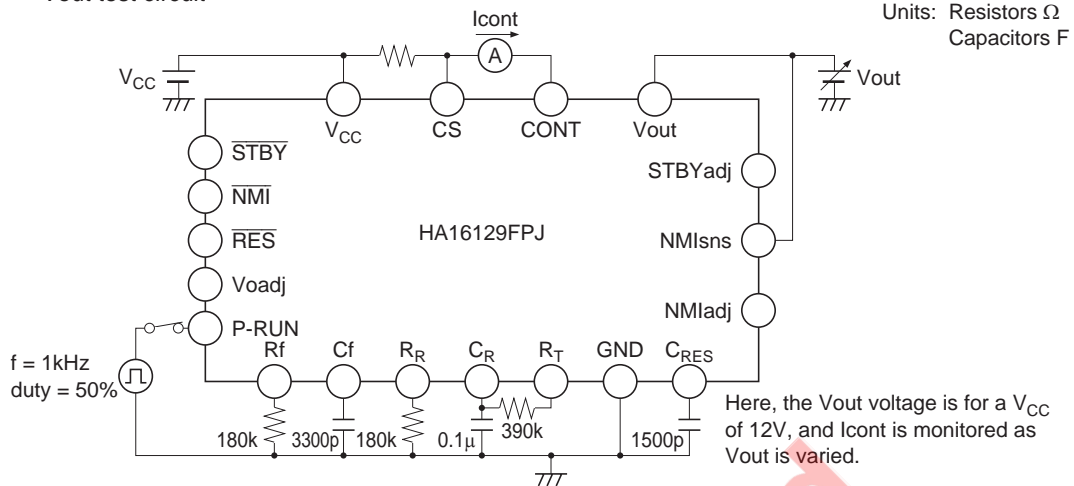 Vout test circuit
Units: Resistors Ω
Capacitors F
Icont
A
VCC
Vout
VCC
CS
CONT
Vout
STBY
NMI
RES
Voadj
P-RUN
STBYadj
NMIsns
NMIadj
HA16129FPJ
Rf
Cf
RR
CR
RT
GND
CRES
f = 1kHz
duty = 50%
180k
3300p
180k
0.1μ
390k
1500p
Here, the Vout voltage is for a VCC
of 12V, and Icont is monitored as
Vout is varied.